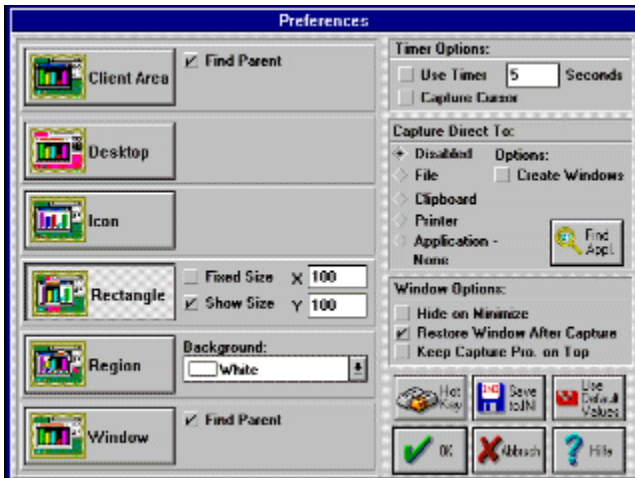 Preferences
Client Area
Find Parent
Desktop
Icon
Rectangle
Fixed Size X 100
Show Size Y 100
Region
Background:
White
Window
Find Parent
Timer Options:
Use Timer 5 Seconds
Capture Cursor
Capture Direct To:
Disabled Options:
File Create Windows
Clipboard
Printer
Application -
None
Find
Appl.
Window Options:
Hide on Minimize
Restore Window After Capture
Keep Capture Pro. on Top
Hot
Key
Save
to INI
Use
Default
Values
OK
Abbruch
Hilfe